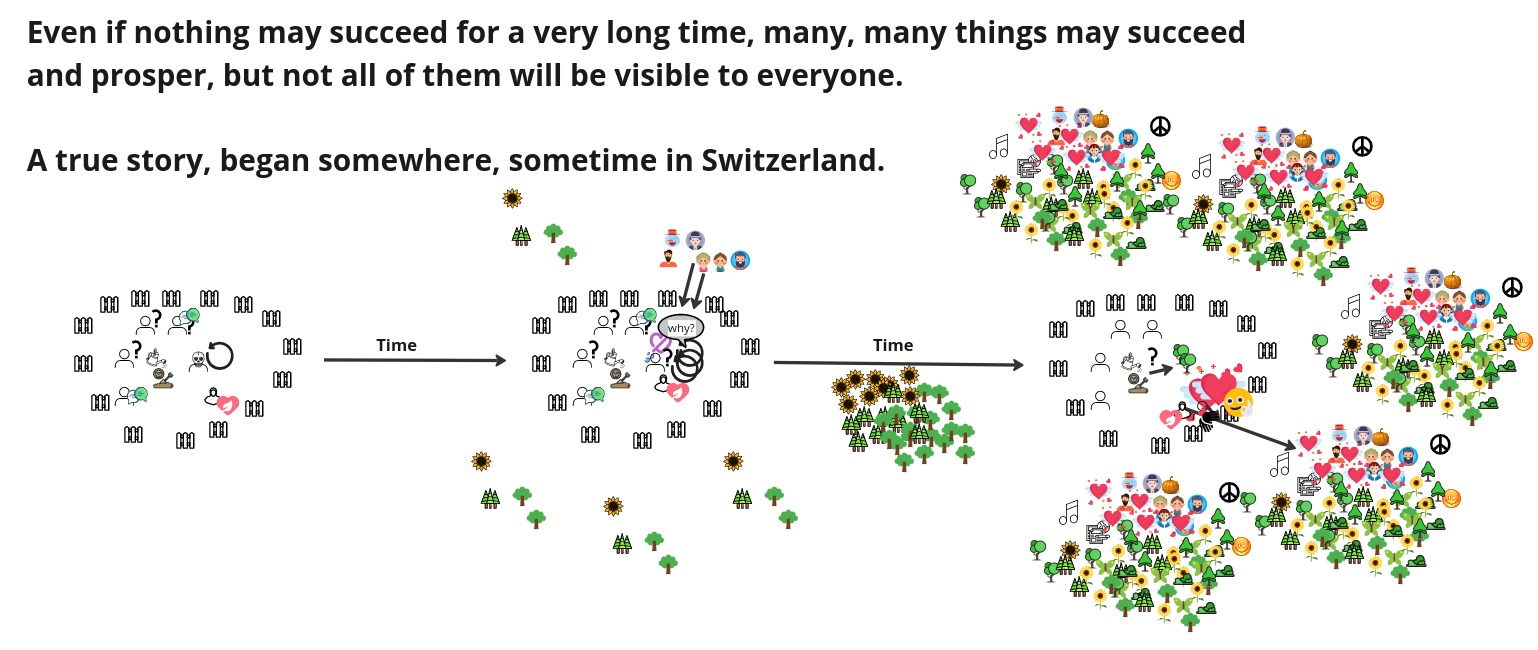 Even if nothing may succeed for a very long time, many, many things may succeed
and prosper, but not all of them will be visible to everyone.
A true story, began somewhere, sometime in Switzerland.
why?
Time
Time